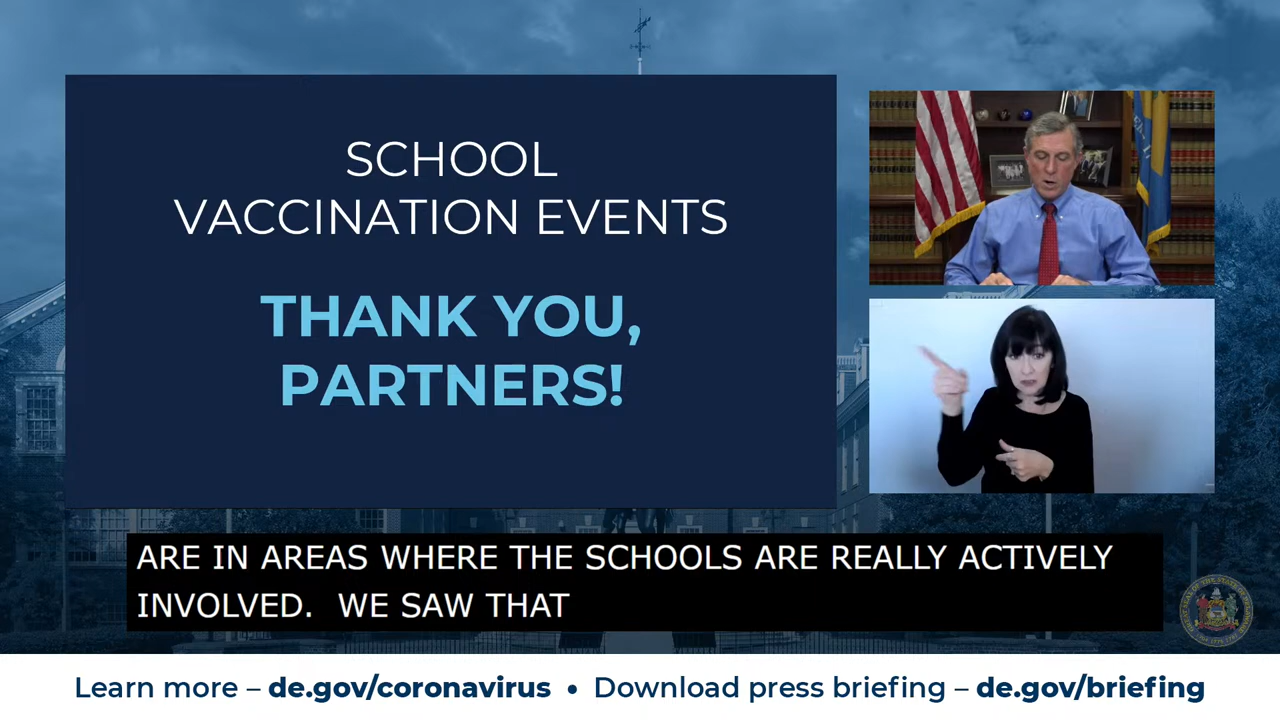 SCHOOL
VACCINATION EVENTS
THANK YOU,
PARTNERS!
ARE IN AREAS WHERE THE SCHOOLS ARE REALLY ACTIVELY
INVOLVED.  WE SAW THAT
Learn more – de.gov/coronavirus • Download press briefing – de.gov/briefing